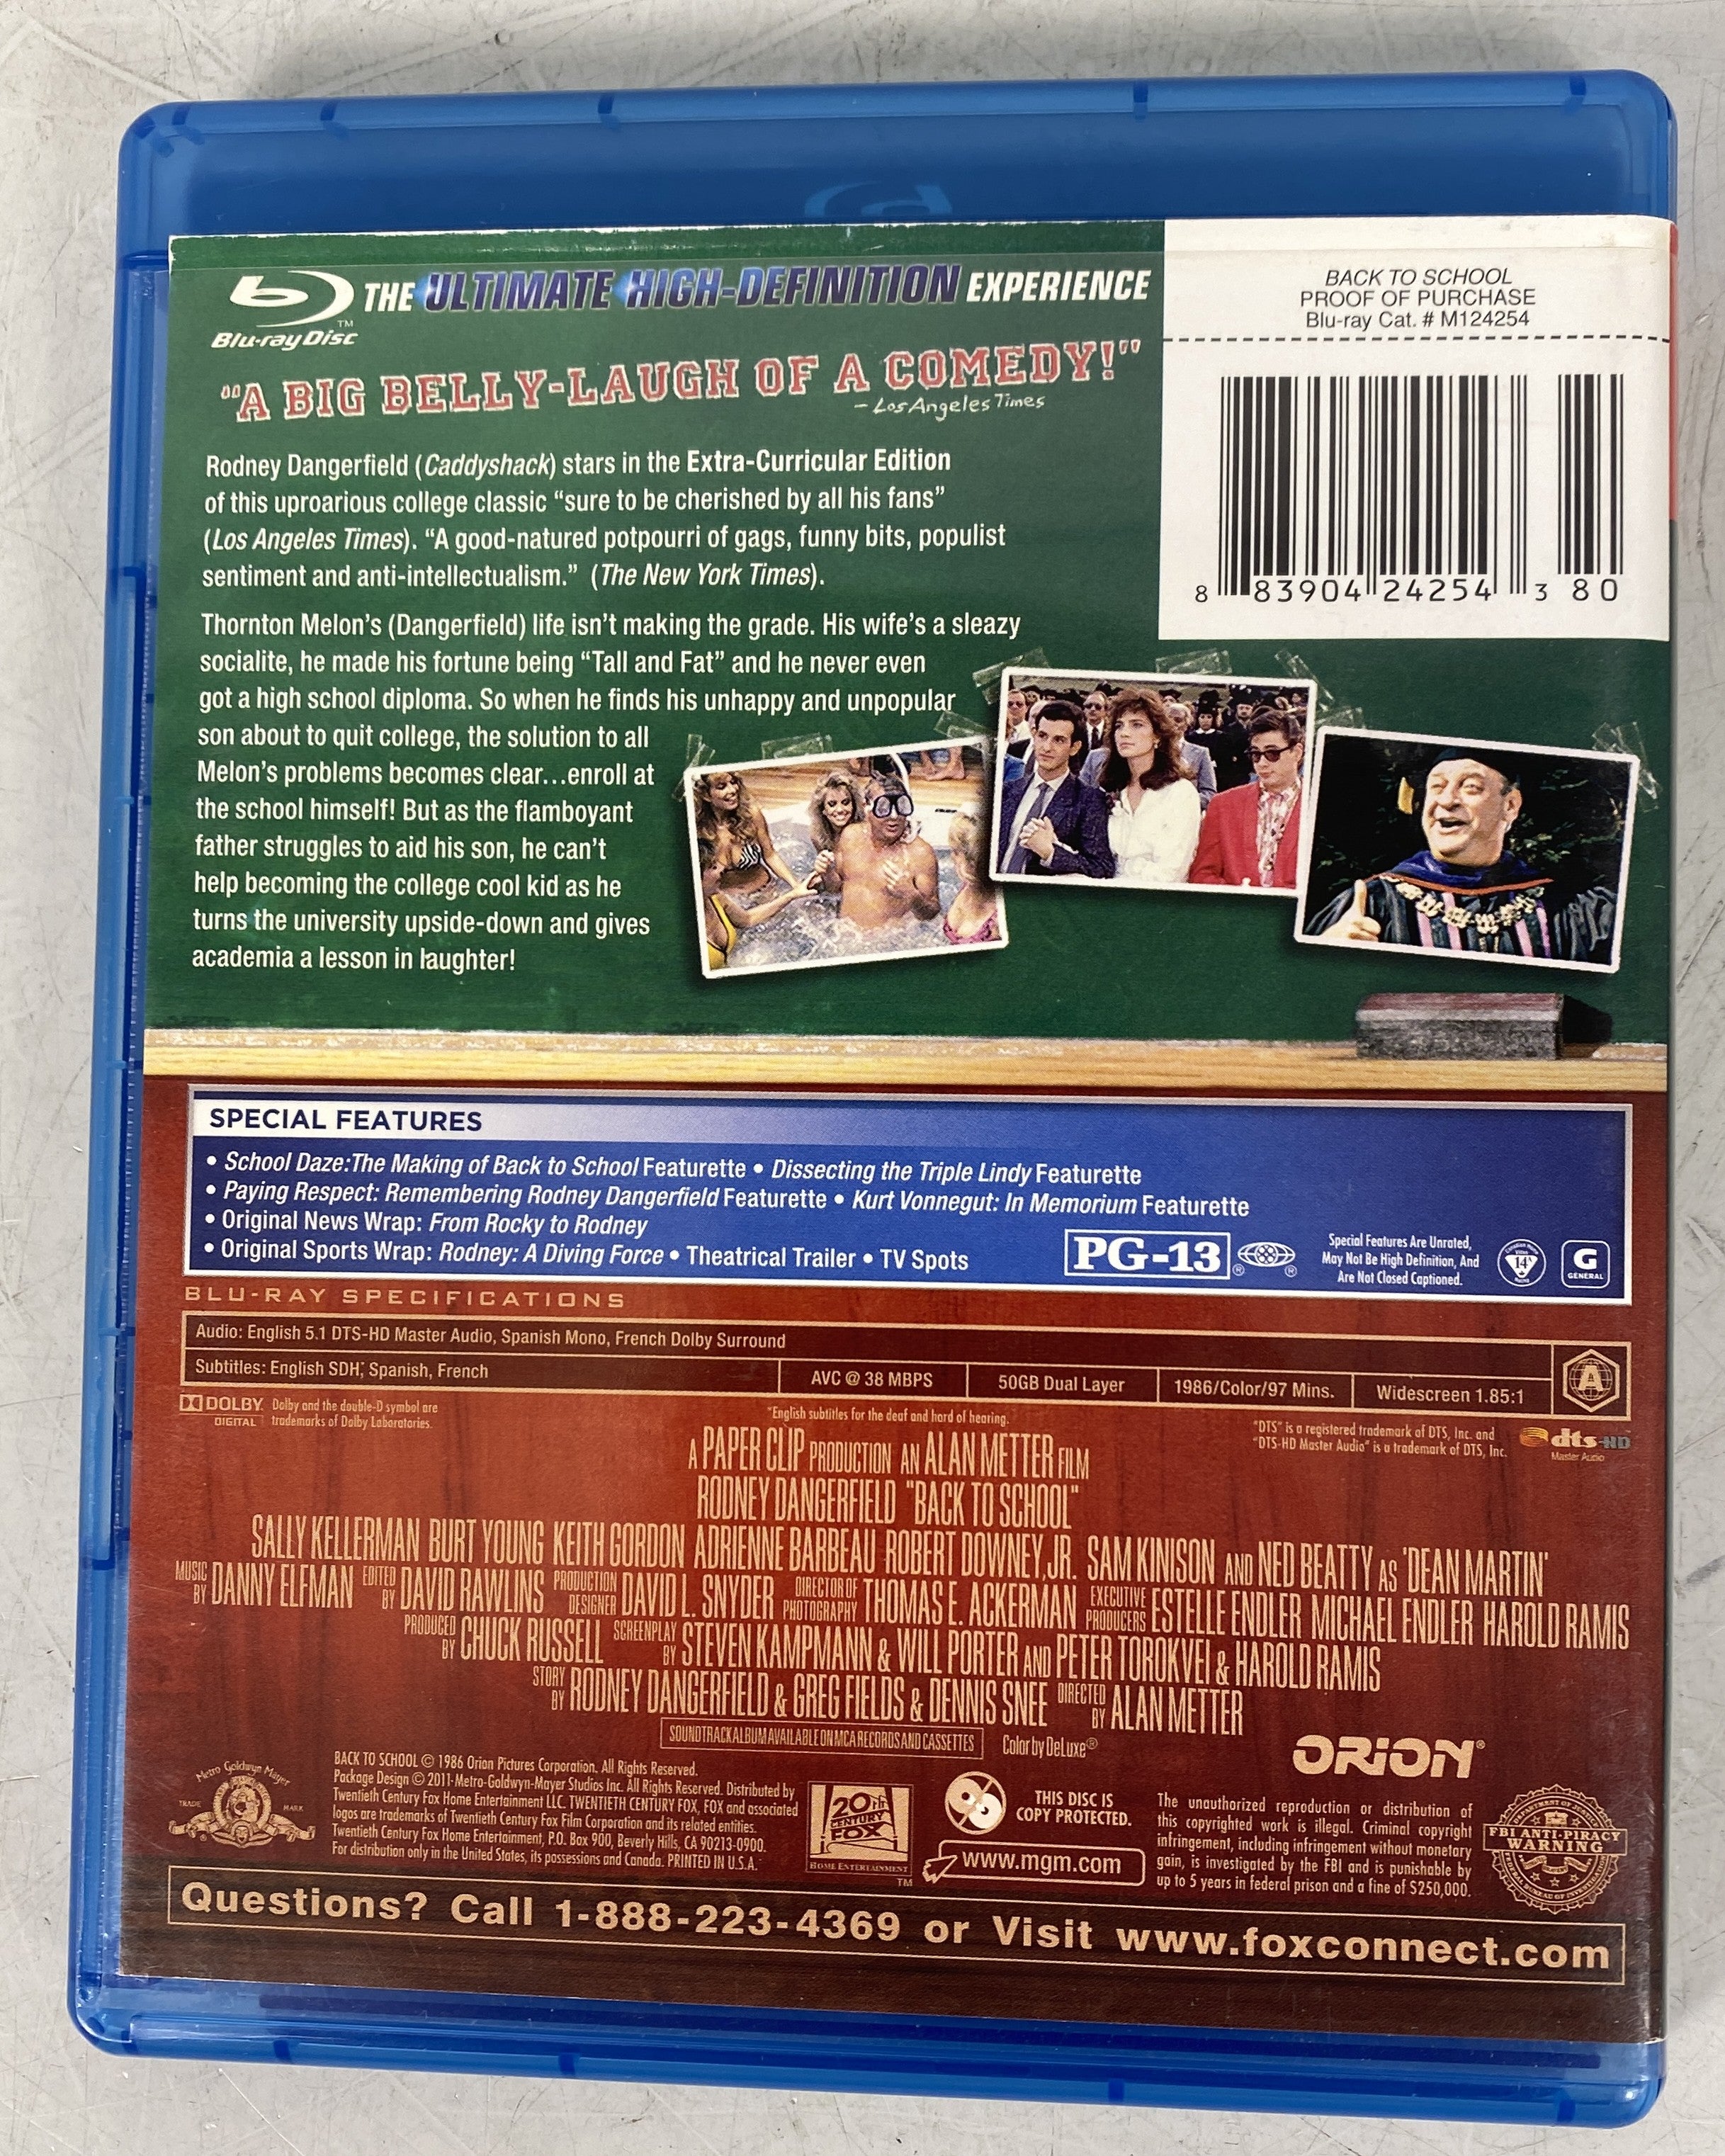 Blu-ray Disc™ THE ULTIMATE HIGH-DEFINITION EXPERIENCE
BACK TO SCHOOL
PROOF OF PURCHASE
Blu-ray Cat. # M124254
8 83904 24254 3 80
“A BIG BELLY-LAUGH OF A COMEDY!”
– Los Angeles Times
Rodney Dangerfield (Caddyshack) stars in the Extra-Curricular Edition
of this uproarious college classic “sure to be cherished by all his fans”
(Los Angeles Times). “A good-natured potpourri of gags, funny bits, populist
sentiment and anti-intellectualism.” (The New York Times).
Thornton Melon’s (Dangerfield) life isn’t making the grade. His wife’s a sleazy
socialite, he made his fortune being “Tall and Fat” and he never even
got a high school diploma. So when he finds his unhappy and unpopular
son about to quit college, the solution to all
Melon’s problems becomes clear…enroll at
the school himself! But as the flamboyant
father struggles to aid his son, he can’t
help becoming the college cool kid as he
turns the university upside-down and gives
academia a lesson in laughter!
SPECIAL FEATURES
• School Daze:The Making of Back to School Featurette • Dissecting the Triple Lindy Featurette
• Paying Respect: Remembering Rodney Dangerfield Featurette • Kurt Vonnegut: In Memorium Featurette
• Original News Wrap: From Rocky to Rodney
• Original Sports Wrap: Rodney: A Diving Force • Theatrical Trailer • TV Spots
PG-13 ® ®
Special Features Are Unrated,
May Not Be High Definition, And
Are Not Closed Captioned.
14
G
GENERAL
BLU-RAY SPECIFICATIONS
Audio: English 5.1 DTS-HD Master Audio, Spanish Mono, French Dolby Surround
Subtitles: English SDH*, Spanish, French
AVC @ 38 MBPS
50GB Dual Layer
1986/Color/97 Mins.
Widescreen 1.85:1
A
DOLBY
DIGITAL
Dolby and the double-D symbol are
trademarks of Dolby Laboratories.
*English subtitles for the deaf and hard of hearing.
"DTS" is a registered trademark of DTS, Inc. and
"DTS-HD Master Audio" is a trademark of DTS, Inc.
dts-HD
Master Audio
A PAPER CLIP PRODUCTION AN ALAN METTER FILM
RODNEY DANGERFIELD "BACK TO SCHOOL"
SALLY KELLERMAN BURT YOUNG KEITH GORDON ADRIENNE BARBEAU ROBERT DOWNEY, JR. SAM KINISON AND NED BEATTY AS 'DEAN MARTIN'
MUSIC BY DANNY ELFMAN EDITED BY DAVID RAWLINS PRODUCTION DESIGNER DAVID L. SNYDER DIRECTOR OF PHOTOGRAPHY THOMAS E. ACKERMAN EXECUTIVE PRODUCERS ESTELLE ENDLER MICHAEL ENDLER HAROLD RAMIS
PRODUCED BY CHUCK RUSSELL SCREENPLAY BY STEVEN KAMPMANN & WILL PORTER AND PETER TOROKVEI & HAROLD RAMIS
STORY BY RODNEY DANGERFIELD & GREG FIELDS & DENNIS SNEE DIRECTED BY ALAN METTER
SOUNDTRACK ALBUM AVAILABLE ON MCA RECORDS AND CASSETTES
Color by DeLuxe®
ORION®
Metro Goldwyn Mayer
TRADE MARK
BACK TO SCHOOL © 1986 Orion Pictures Corporation. All Rights Reserved.
Package Design © 2011 Metro-Goldwyn-Mayer Studios Inc. All Rights Reserved. Distributed by
Twentieth Century Fox Home Entertainment LLC. TWENTIETH CENTURY FOX, FOX and associated
logos are trademarks of Twentieth Century Fox Film Corporation and its related entities.
Twentieth Century Fox Home Entertainment, P.O. Box 900, Beverly Hills, CA 90213-0900.
For distribution only in the United States, its possessions and Canada. PRINTED IN U.S.A.
20th
CENTURY
FOX
HOME ENTERTAINMENT
TM
THIS DISC IS
COPY PROTECTED.
www.mgm.com
The unauthorized reproduction or distribution of
this copyrighted work is illegal. Criminal copyright
infringement, including infringement without monetary
gain, is investigated by the FBI and is punishable by
up to 5 years in federal prison and a fine of $250,000.
FBI ANTI-PIRACY
WARNING
Questions? Call 1-888-223-4369 or Visit www.foxconnect.com